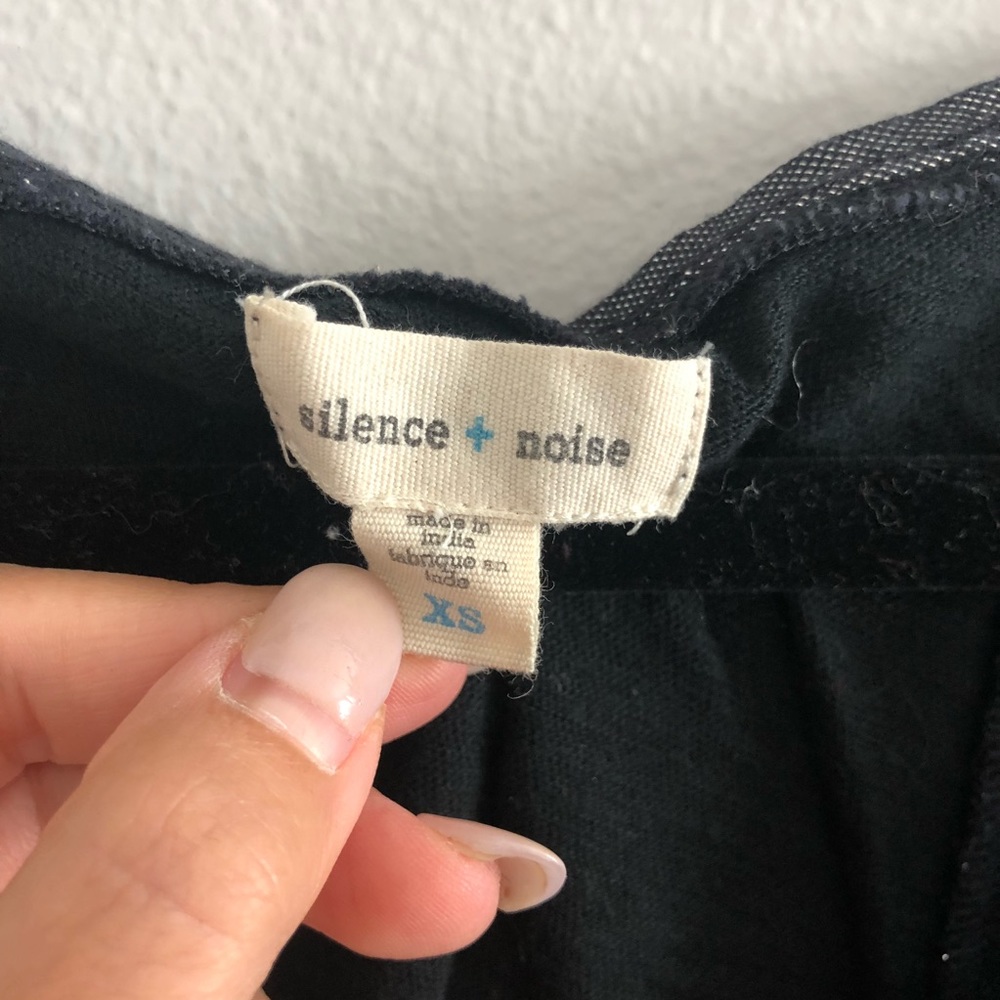 silence + noise
made in
india
fabriqué en
inde
XS